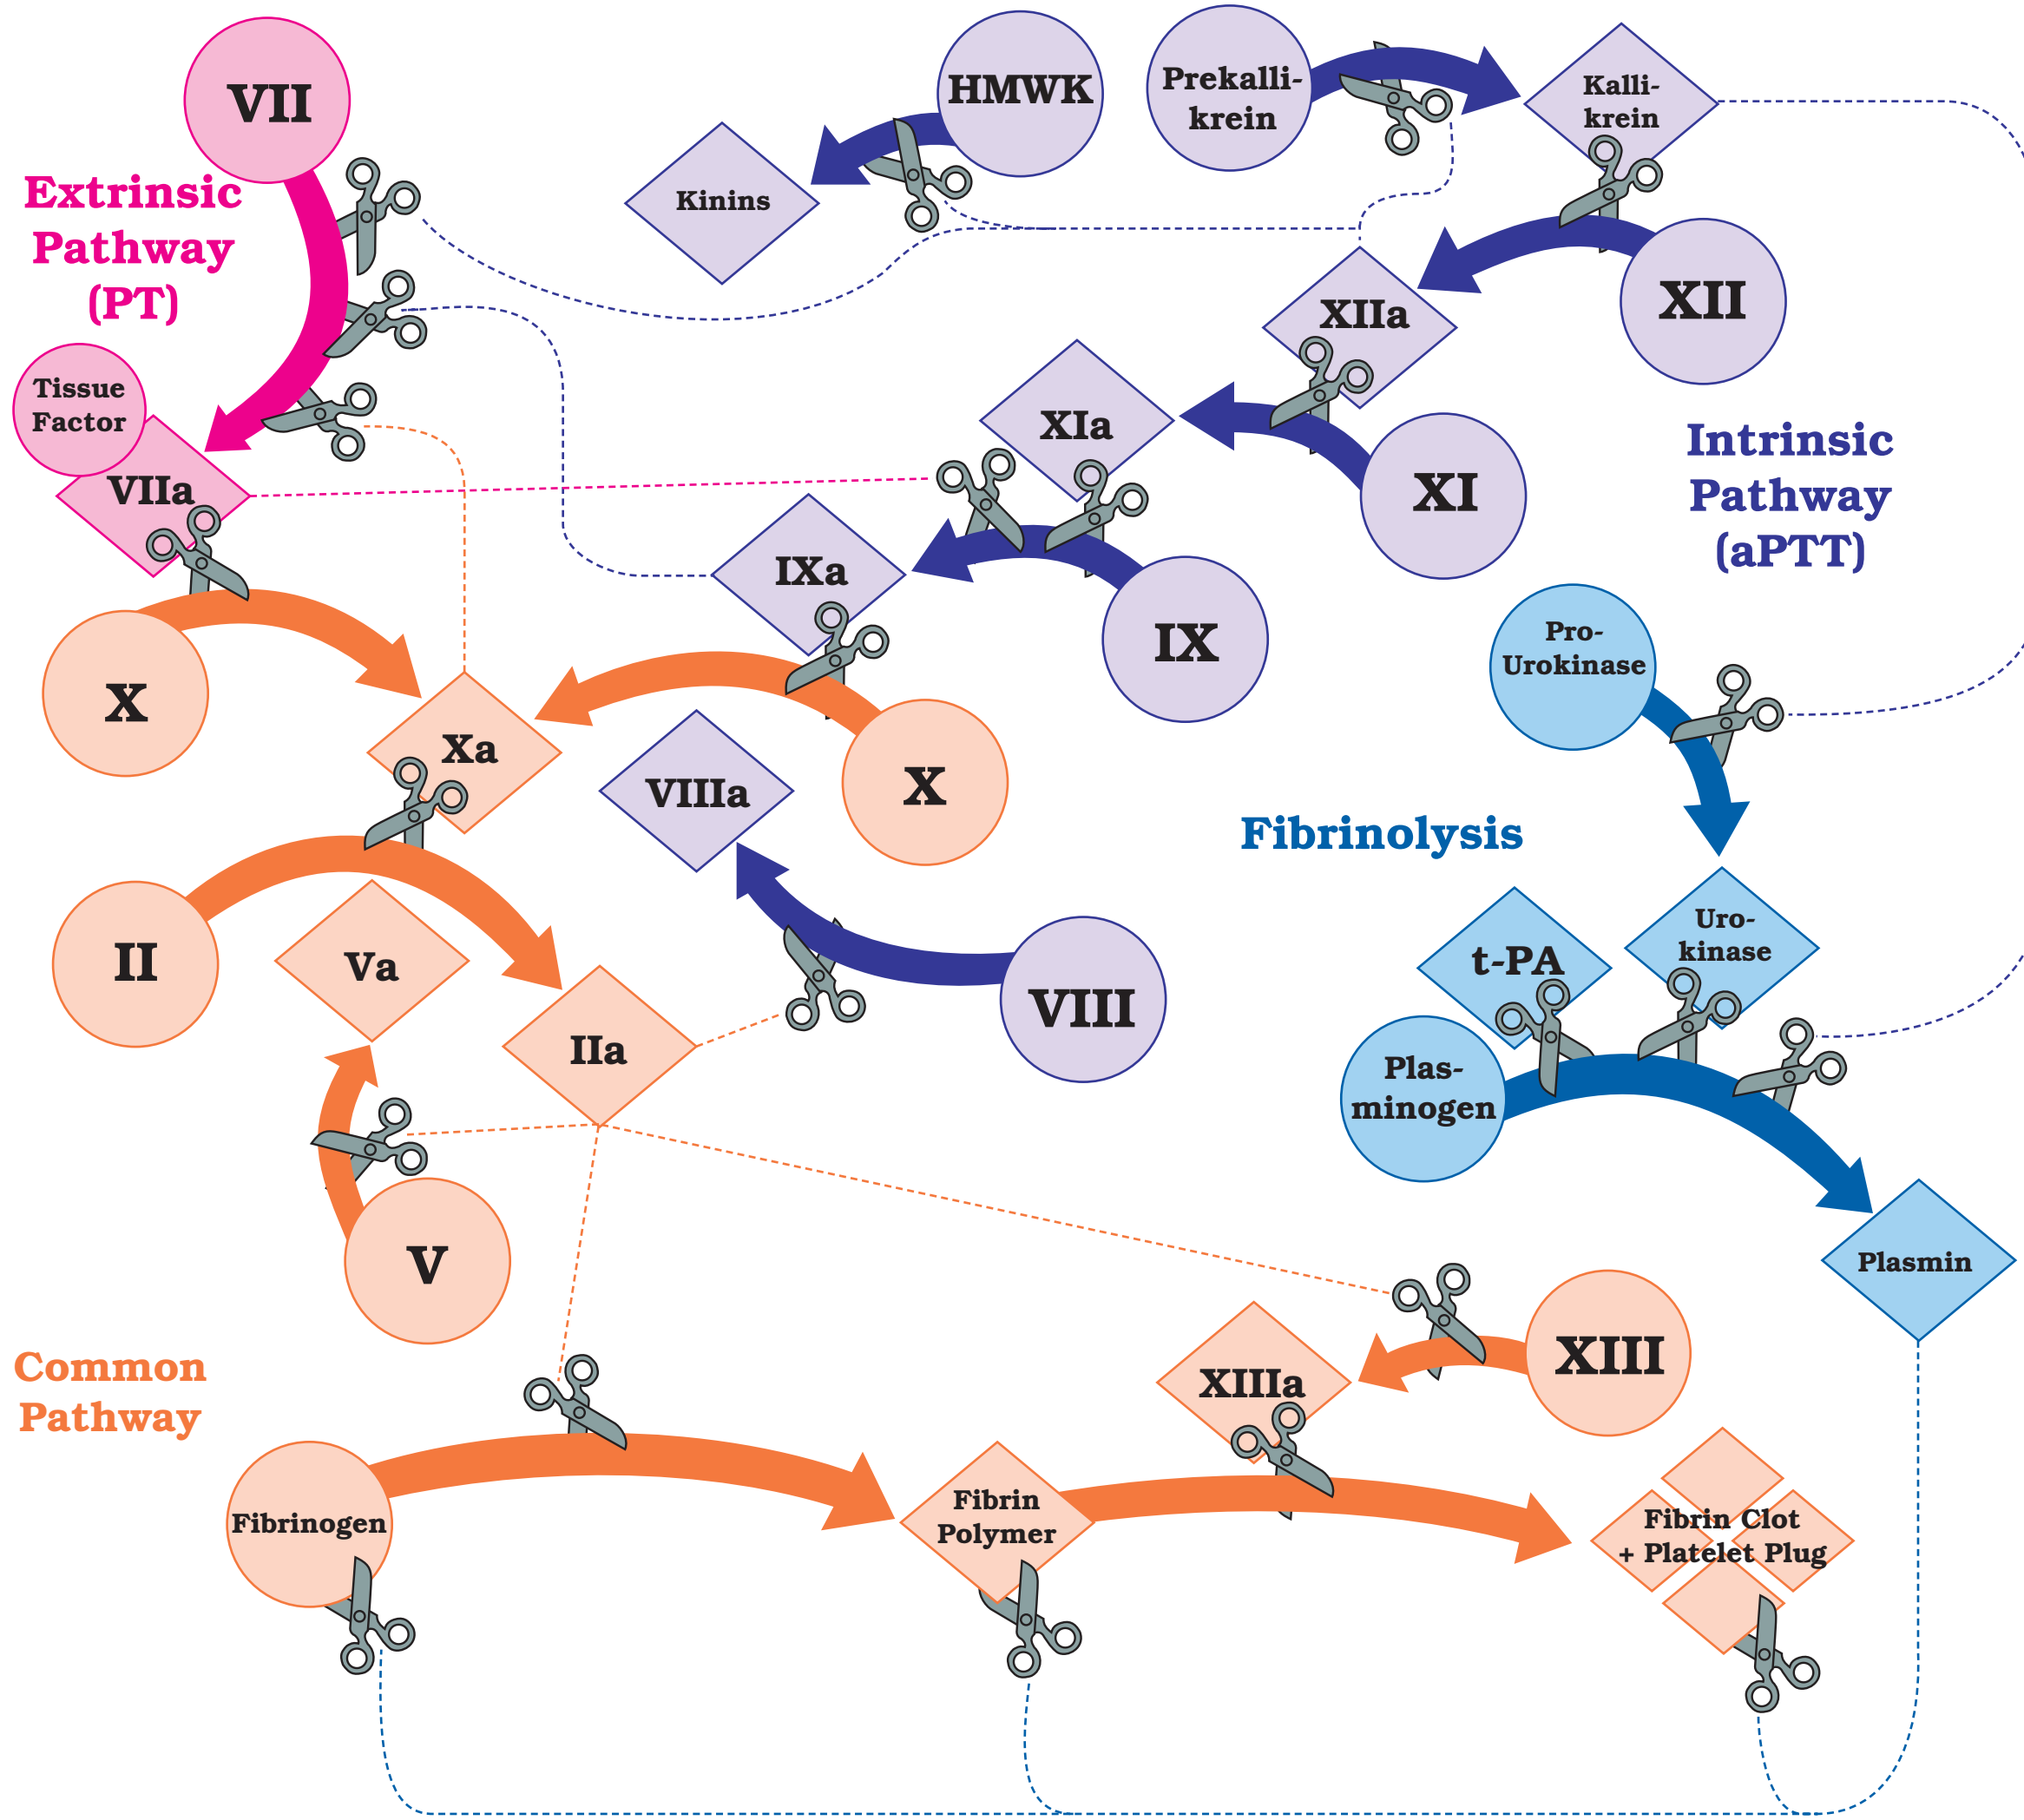 VII
HMWK
Prekalli-
krein
Kalli-
krein
Extrinsic
Pathway
(PT)
Kinins
XIIa
XII
Tissue
Factor
VIIa
XIa
XI
Intrinsic
Pathway
(aPTT)
IXa
IX
Pro-
Urokinase
X
Xa
VIIIa
X
Fibrinolysis
II
Va
IIa
VIII
t-PA
Uro-
kinase
Plas-
minogen
V
Plasmin
Common
Pathway
XIIIa
XIII
Fibrinogen
Fibrin
Polymer
Fibrin Clot
+ Platelet Plug